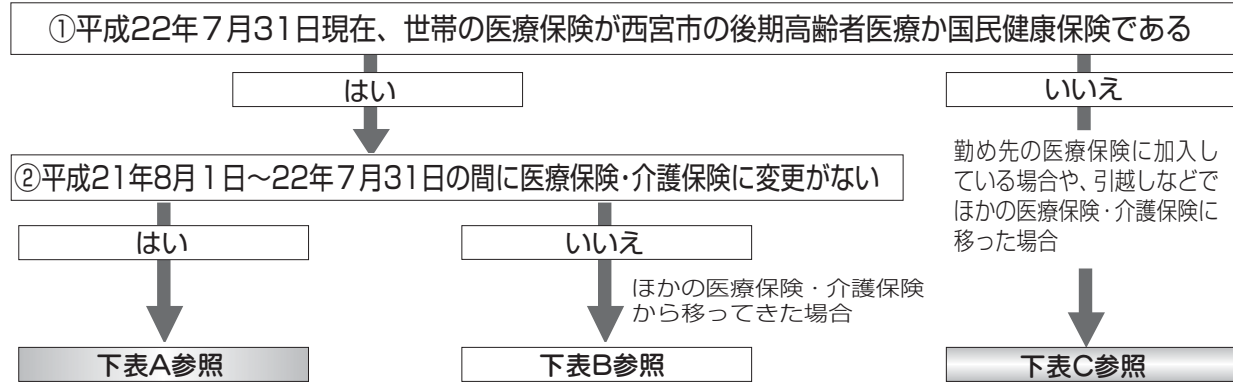 ①平成22年７月31日現在、世帯の医療保険が西宮市の後期高齢者医療か国民健康保険である
はい
いいえ
②平成21年8月１日～22年７月31日の間に医療保険・介護保険に変更がない
勤め先の医療保険に加入し
ている場合や、引越しなどで
ほかの医療保険・介護保険に
移った場合
はい
いいえ
ほかの医療保険・介護保険
から移ってきた場合
下表A参照
下表B参照
下表C参照